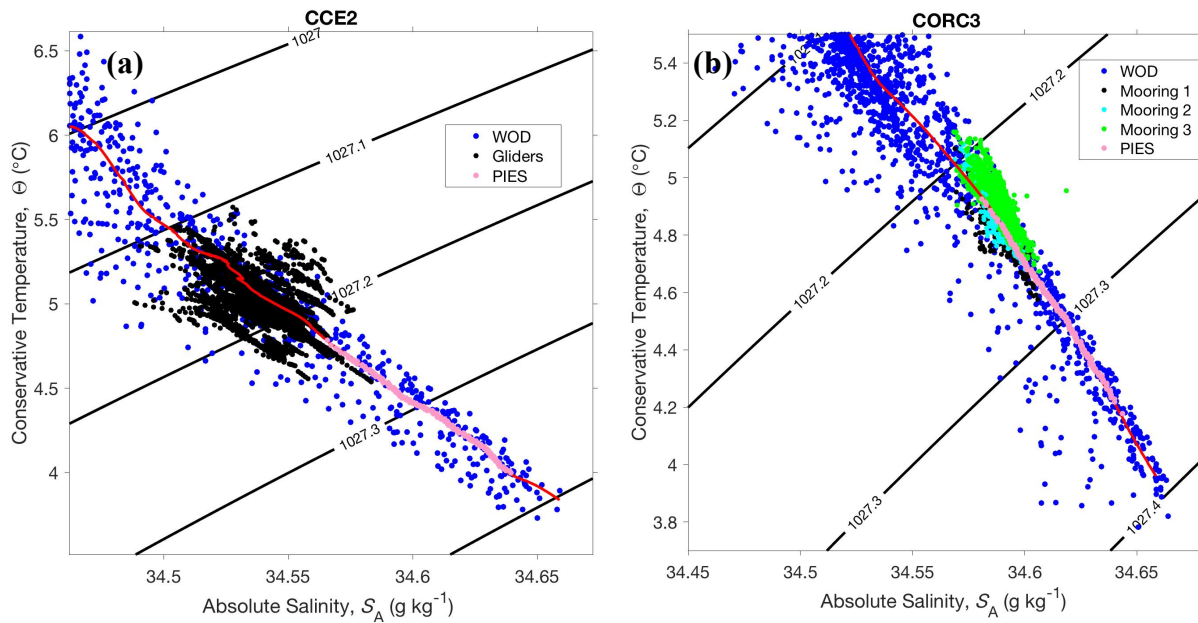 CCE2
(a)
6.5
6
5.5
5
4.5
4
Conservative Temperature, Θ (°C)
1027
1027.1
1027.2
1027.3
WOD
Gliders
PIES
34.5
34.55
34.6
34.65
Absolute Salinity, S_A (g kg⁻¹)
CORC3
(b)
5.4
5.2
5
4.8
4.6
4.4
4.2
4
3.8
Conservative Temperature, Θ (°C)
1027.2
1027.2
1027.3
1027.3
1027.4
WOD
Mooring 1
Mooring 2
Mooring 3
PIES
34.45
34.5
34.55
34.6
34.65
Absolute Salinity, S_A (g kg⁻¹)